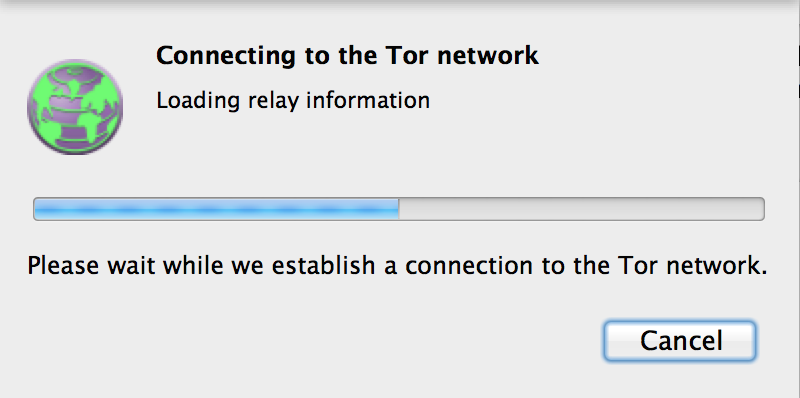 Connecting to the Tor network
Loading relay information
Please wait while we establish a connection to the Tor network.
Cancel